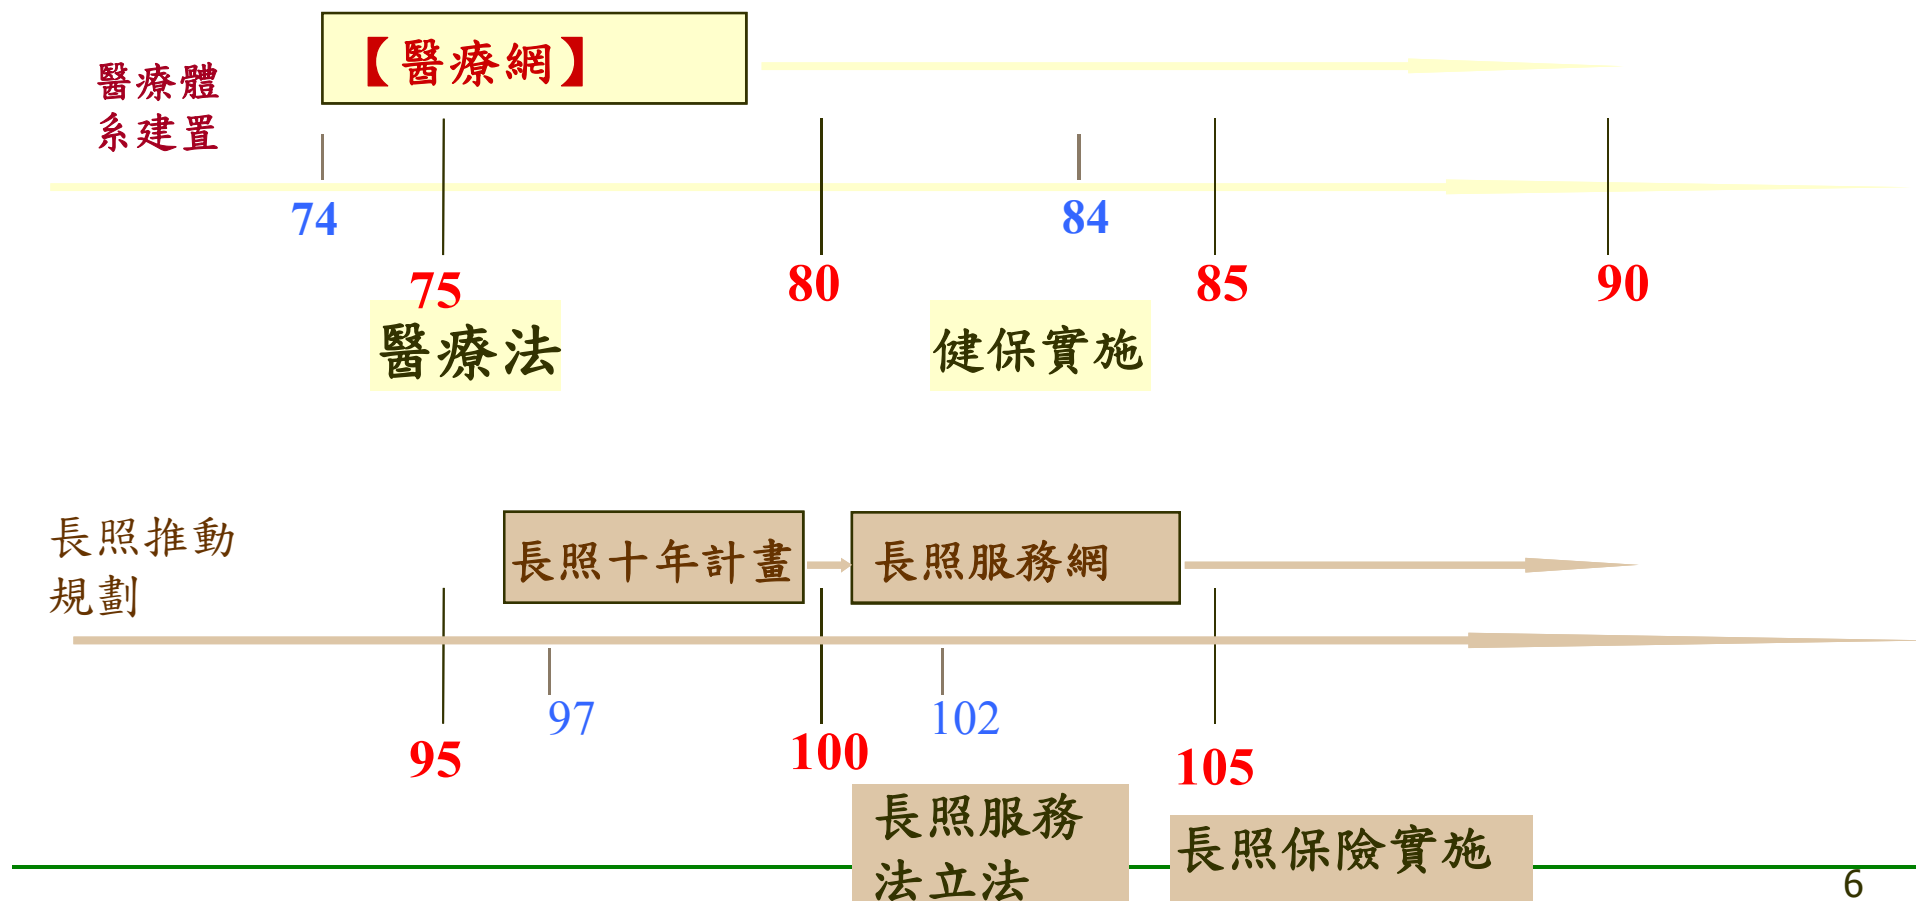 【醫療網】
醫療體
系建置
74
84
75
80
85
90
醫療法
健保實施
長照推動
規劃
長照十年計畫
長照服務網
97
102
95
100
105
長照服務
法立法
長照保險實施
6